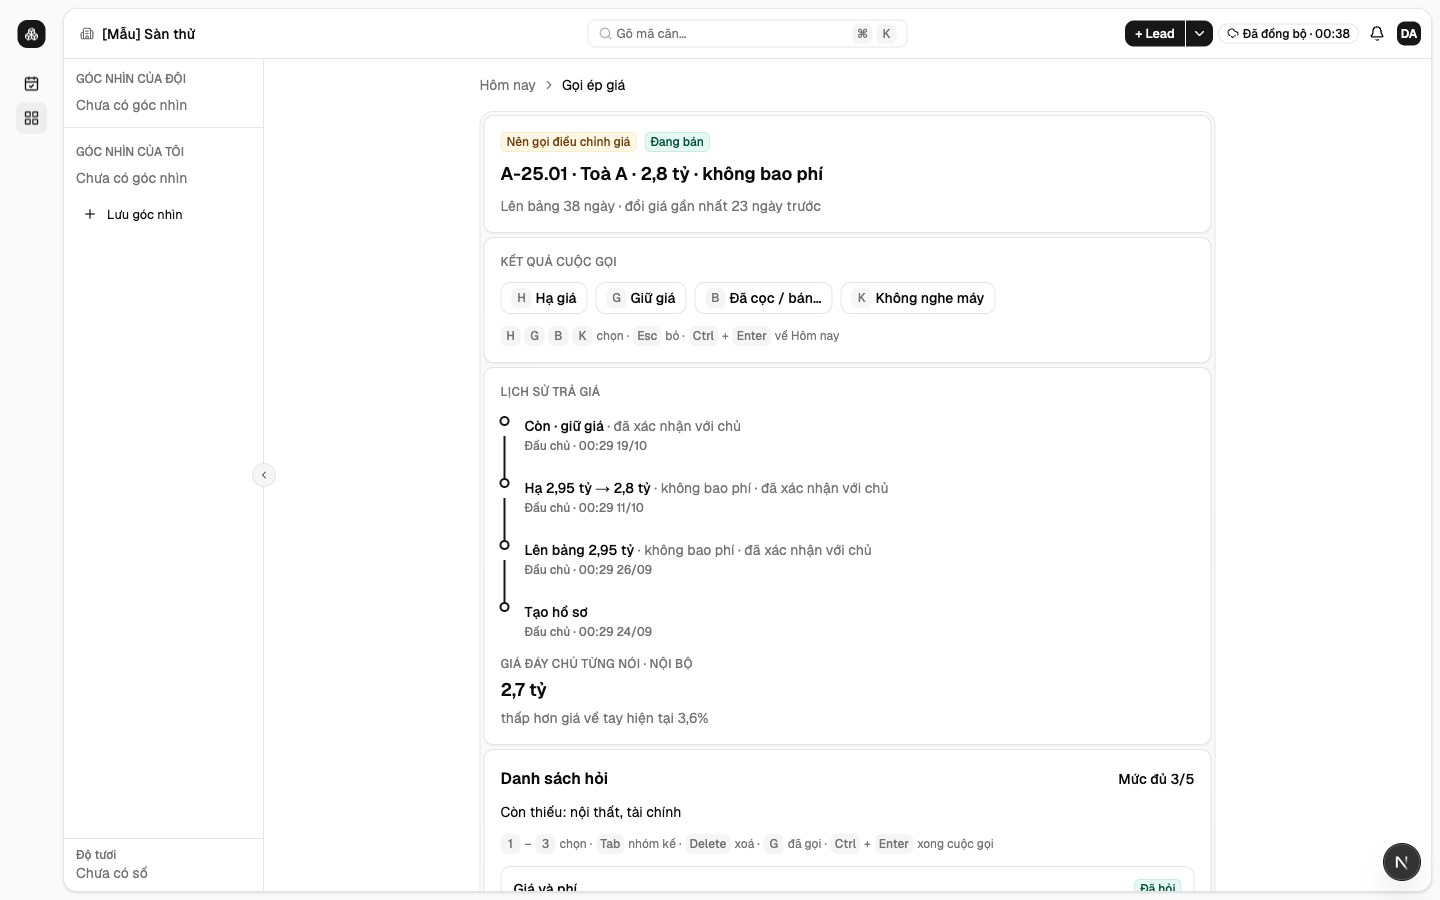 [Mẫu] Sàn thử
Gõ mã căn...
⌘ K
+ Lead
Đã đồng bộ · 00:38
DA
GÓC NHÌN CỦA ĐỘI
Chưa có góc nhìn
GÓC NHÌN CỦA TÔI
Chưa có góc nhìn
+ Lưu góc nhìn
Độ tươi
Chưa có số
Hôm nay > Gọi ép giá
Nên gọi điều chỉnh giá Đang bán
A-25.01 · Toà A · 2,8 tỷ · không bao phí
Lên bảng 38 ngày · đổi giá gần nhất 23 ngày trước
KẾT QUẢ CUỘC GỌI
H Hạ giá G Giữ giá B Đã cọc / bán... K Không nghe máy
H G B K chọn · Esc bỏ · Ctrl + Enter về Hôm nay
LỊCH SỬ TRẢ GIÁ
Còn · giữ giá · đã xác nhận với chủ
Đầu chủ · 00:29 19/10
Hạ 2,95 tỷ → 2,8 tỷ · không bao phí · đã xác nhận với chủ
Đầu chủ · 00:29 11/10
Lên bảng 2,95 tỷ · không bao phí · đã xác nhận với chủ
Đầu chủ · 00:29 26/09
Tạo hồ sơ
Đầu chủ · 00:29 24/09
GIÁ ĐÁY CHỦ TỪNG NÓI · NỘI BỘ
2,7 tỷ
thấp hơn giá về tay hiện tại 3,6%
Danh sách hỏi
Mức đủ 3/5
Còn thiếu: nội thất, tài chính
1 – 3 chọn · Tab nhóm kế · Delete xoá · G đã gọi · Ctrl + Enter xong cuộc gọi
Giá và phí
Đã hỏi
N